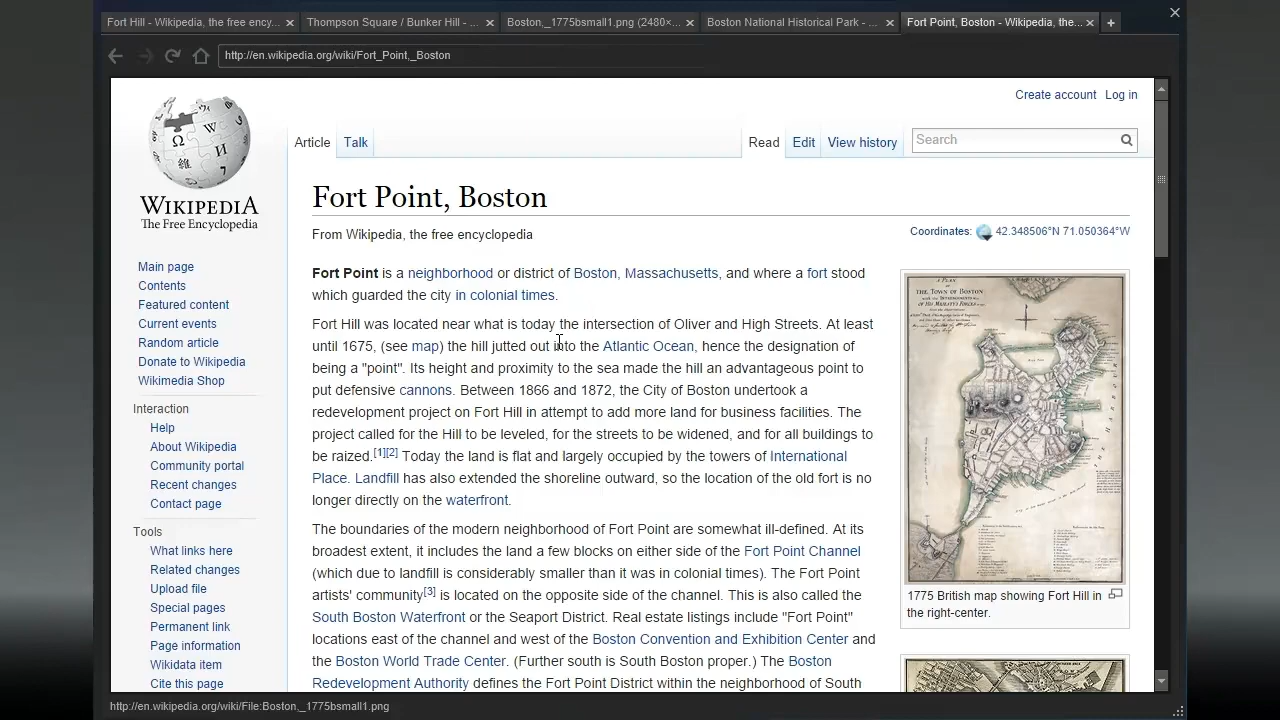 Fort Hill - Wikipedia, the free ency...
Thompson Square / Bunker Hill - ...
Boston,_1775bsmall1.png (2480×...
Boston National Historical Park - ...
Fort Point, Boston - Wikipedia, the...
http://en.wikipedia.org/wiki/Fort_Point,_Boston
Create account Log in
Article Talk
Read Edit View history
Search
WIKIPEDIA
The Free Encyclopedia
Main page
Contents
Featured content
Current events
Random article
Donate to Wikipedia
Wikimedia Shop
Interaction
Help
About Wikipedia
Community portal
Recent changes
Contact page
Tools
What links here
Related changes
Upload file
Special pages
Permanent link
Page information
Wikidata item
Cite this page
Fort Point, Boston
From Wikipedia, the free encyclopedia
Coordinates: 42.348506°N 71.050364°W
Fort Point is a neighborhood or district of Boston, Massachusetts, and where a fort stood
which guarded the city in colonial times.
Fort Hill was located near what is today the intersection of Oliver and High Streets. At least
until 1675, (see map) the hill jutted out into the Atlantic Ocean, hence the designation of
being a "point". Its height and proximity to the sea made the hill an advantageous point to
put defensive cannons. Between 1866 and 1872, the City of Boston undertook a
redevelopment project on Fort Hill in attempt to add more land for business facilities. The
project called for the Hill to be leveled, for the streets to be widened, and for all buildings to
be raized.[1][2] Today the land is flat and largely occupied by the towers of International
Place. Landfill has also extended the shoreline outward, so the location of the old fort is no
longer directly on the waterfront.
The boundaries of the modern neighborhood of Fort Point are somewhat ill-defined. At its
broadest extent, it includes the land a few blocks on either side of the Fort Point Channel
(which due to landfill is considerably smaller than it was in colonial times). The Fort Point
artists' community[3] is located on the opposite side of the channel. This is also called the
South Boston Waterfront or the Seaport District. Real estate listings include "Fort Point"
locations east of the channel and west of the Boston Convention and Exhibition Center and
the Boston World Trade Center. (Further south is South Boston proper.) The Boston
Redevelopment Authority defines the Fort Point District within the neighborhood of South
THE TOWN OF BOSTON
1775 British map showing Fort Hill in
the right-center.
http://en.wikipedia.org/wiki/File:Boston,_1775bsmall1.png